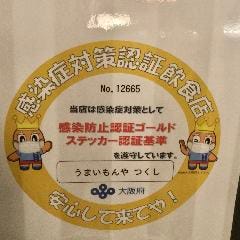 感染症対策認証飲食店
No. 12665
当店は感染症対策として
感染防止認証ゴールド
ステッカー認証基準
を遵守しています。
うまいもんや つくし
大阪府
安心して来てや!